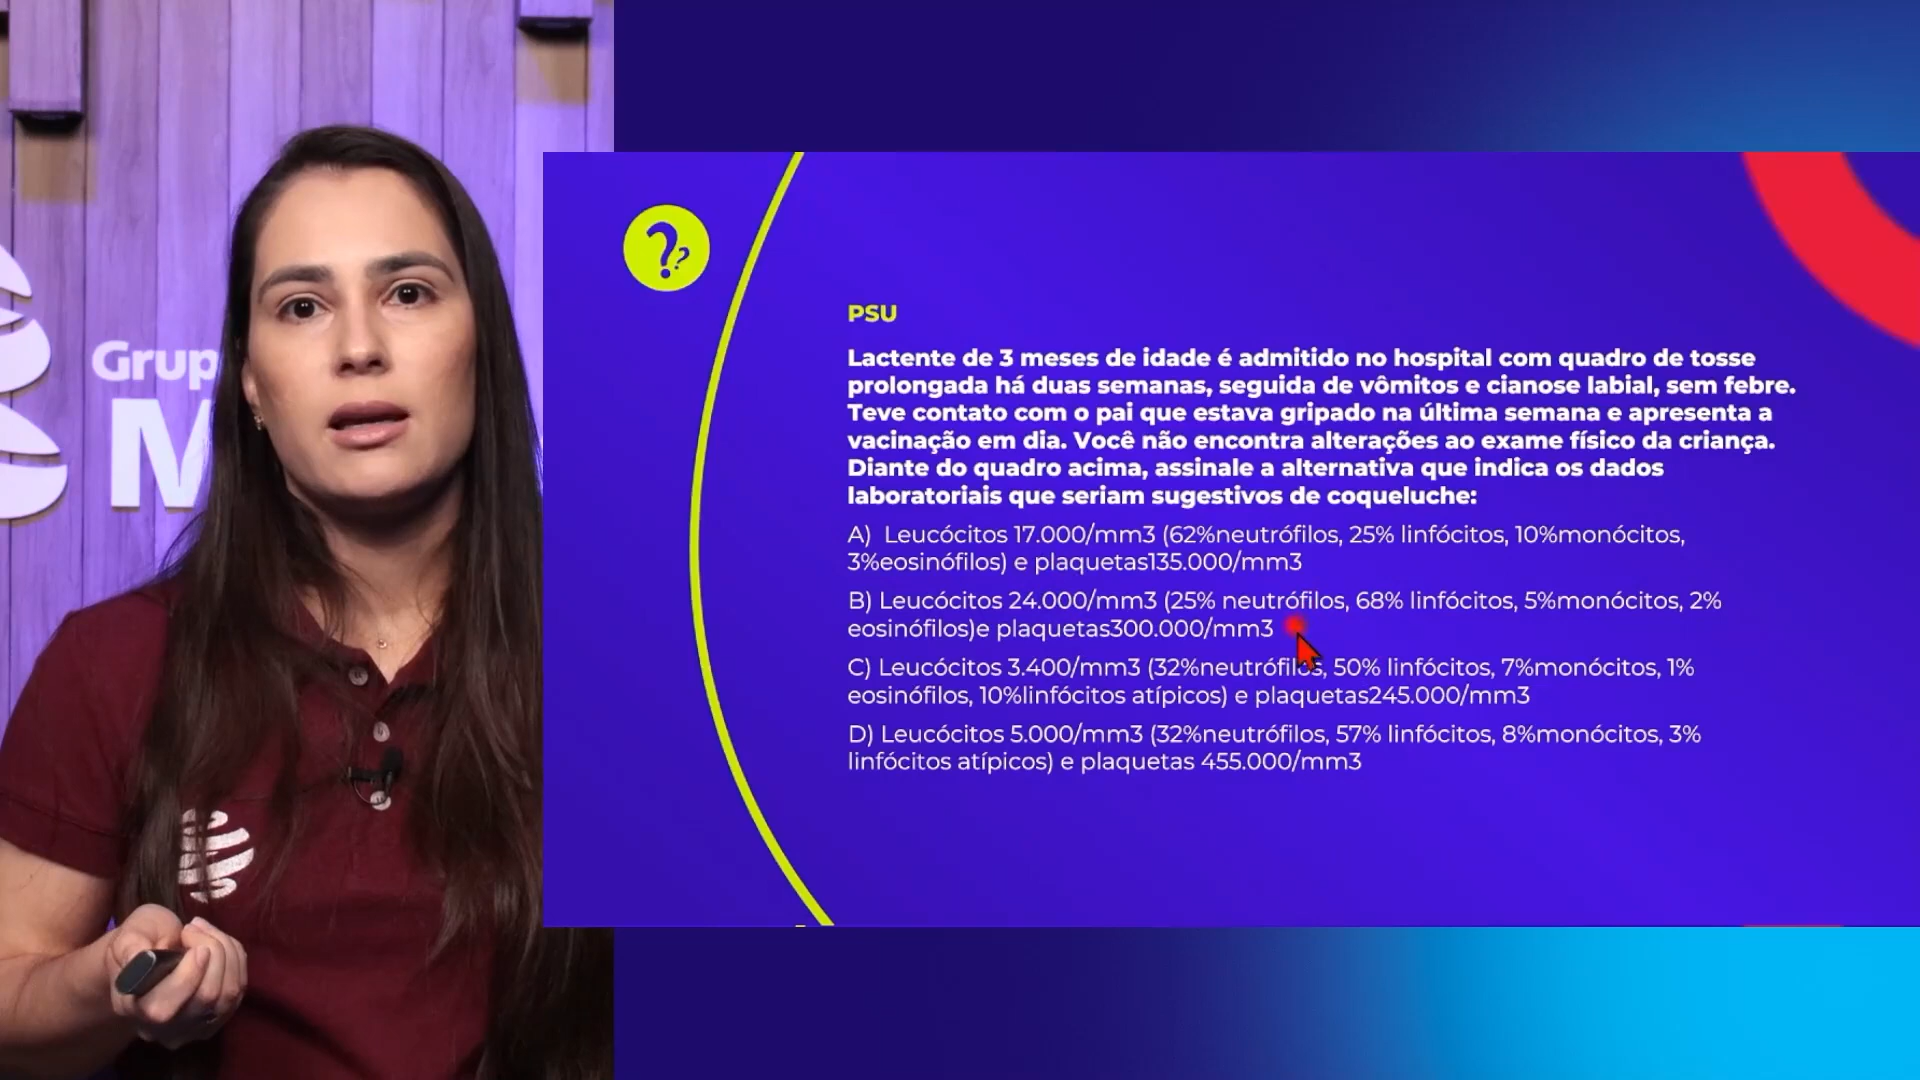 Grup
M
PSU
Lactente de 3 meses de idade é admitido no hospital com quadro de tosse
prolongada há duas semanas, seguida de vômitos e cianose labial, sem febre.
Teve contato com o pai que estava gripado na última semana e apresenta a
vacinação em dia. Você não encontra alterações ao exame físico da criança.
Diante do quadro acima, assinale a alternativa que indica os dados
laboratoriais que seriam sugestivos de coqueluche:
A)  Leucócitos 17.000/mm3 (62%neutrófilos, 25% linfócitos, 10%monócitos,
3%eosinófilos) e plaquetas135.000/mm3
B) Leucócitos 24.000/mm3 (25% neutrófilos, 68% linfócitos, 5%monócitos, 2%
eosinófilos)e plaquetas300.000/mm3
C) Leucócitos 3.400/mm3 (32%neutrófilos, 50% linfócitos, 7%monócitos, 1%
eosinófilos, 10%linfócitos atípicos) e plaquetas245.000/mm3
D) Leucócitos 5.000/mm3 (32%neutrófilos, 57% linfócitos, 8%monócitos, 3%
linfócitos atípicos) e plaquetas 455.000/mm3